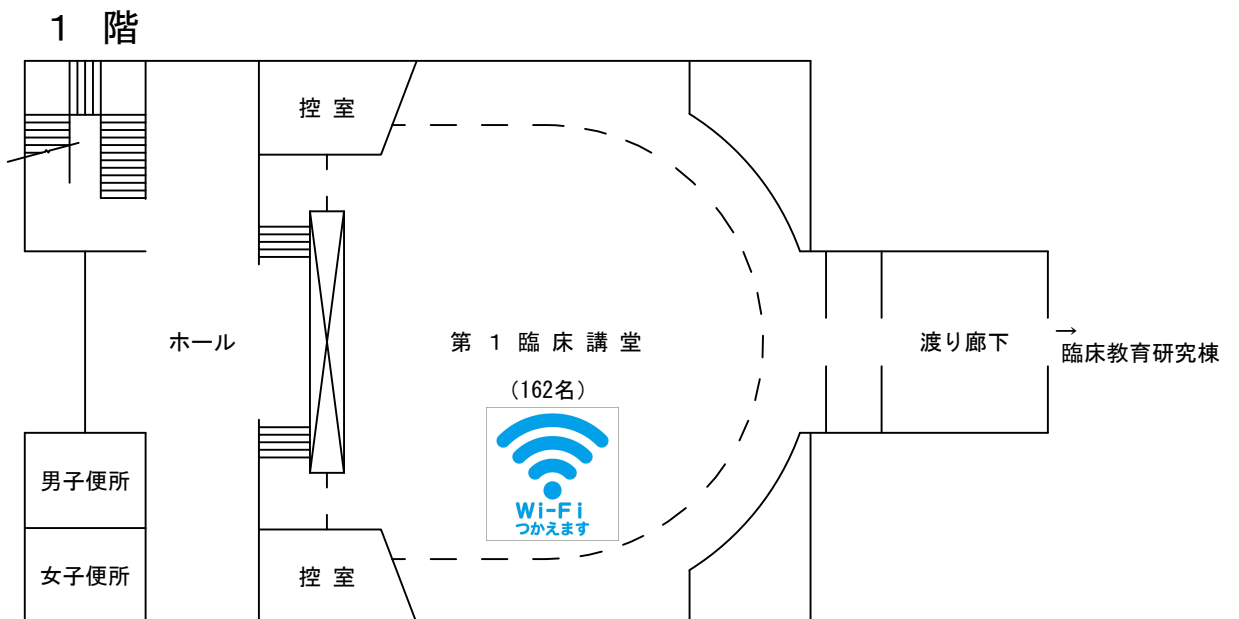 1 階
控 室
ホール
第 1 臨 床 講 堂
(162名)
渡り廊下
→
臨床教育研究棟
Wi-Fi
つかえます
男子便所
女子便所
控 室